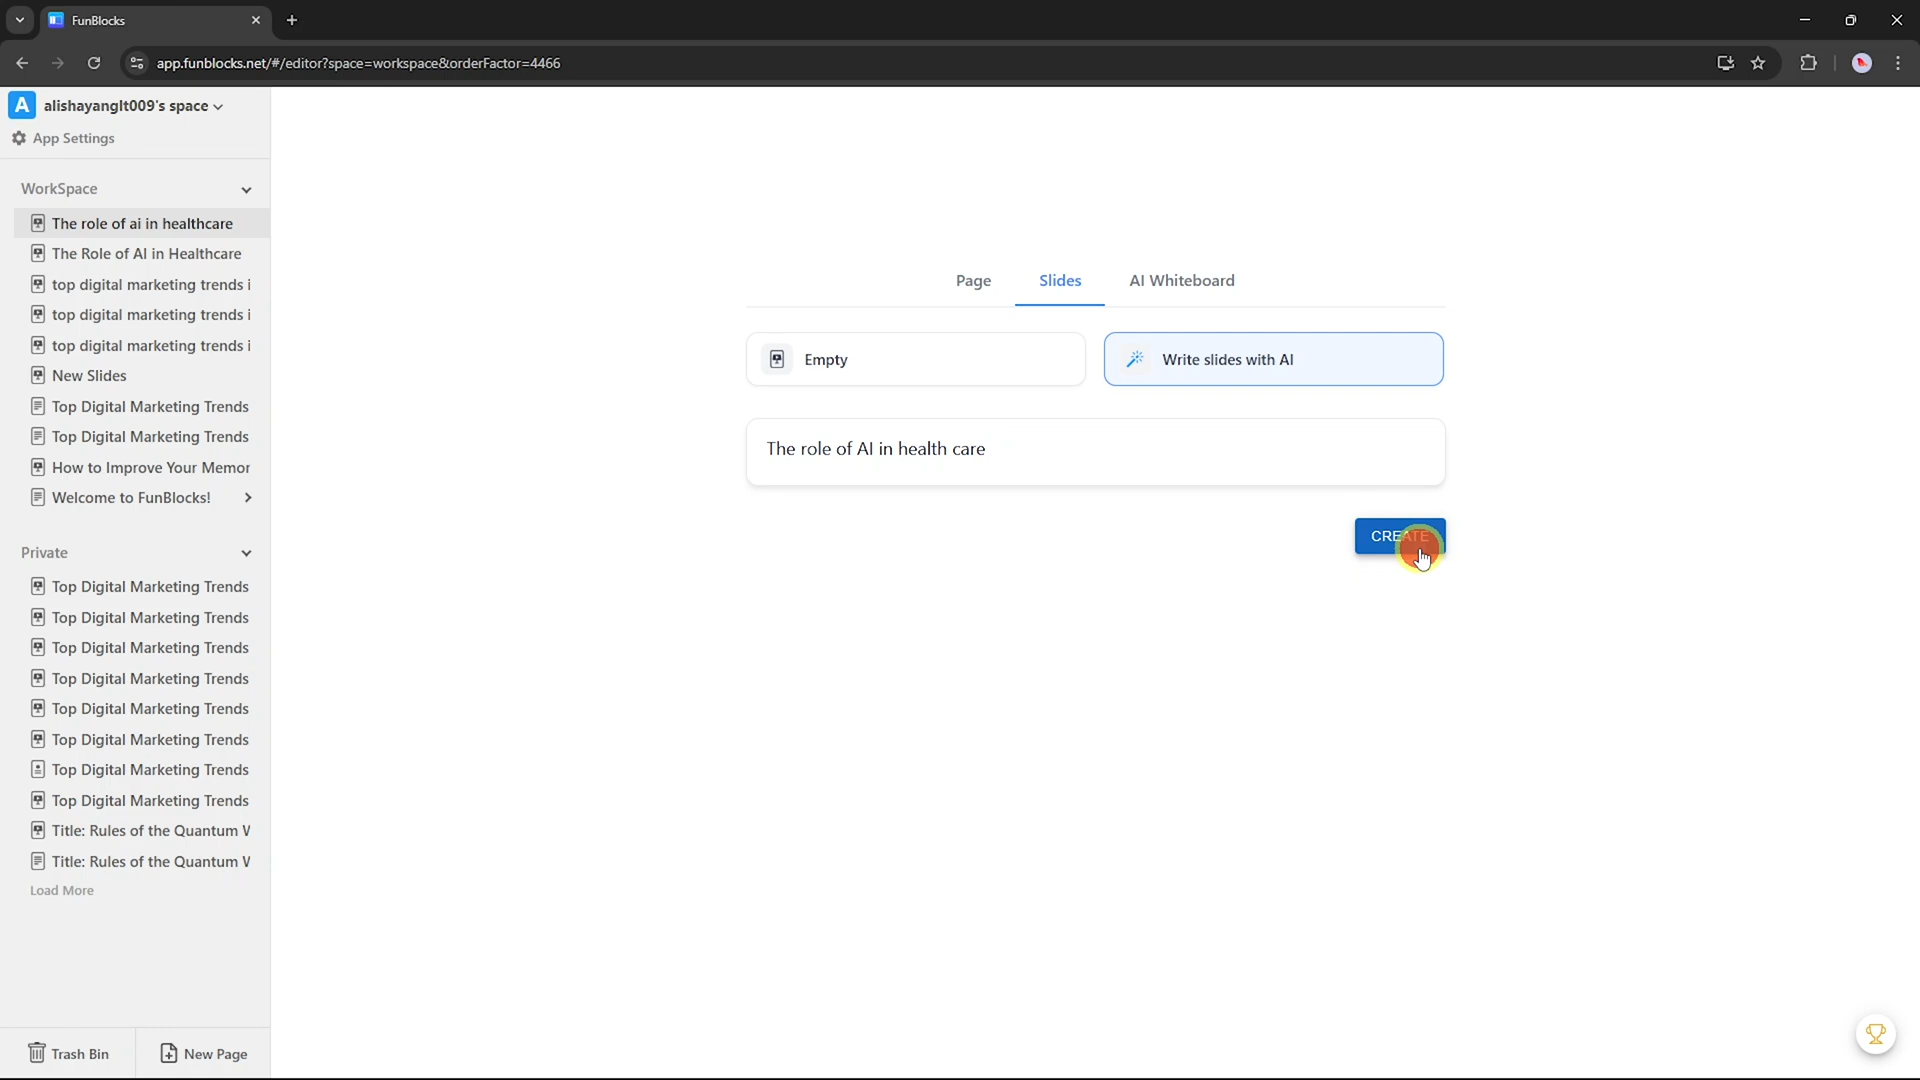 FunBlocks
app.funblocks.net/#/editor?space=workspace&orderFactor=4466
A alishayanglt009's space
App Settings
WorkSpace
The role of ai in healthcare
The Role of AI in Healthcare
top digital marketing trends i
top digital marketing trends i
top digital marketing trends i
New Slides
Top Digital Marketing Trends
Top Digital Marketing Trends
How to Improve Your Memor
Welcome to FunBlocks!
Private
Top Digital Marketing Trends
Top Digital Marketing Trends
Top Digital Marketing Trends
Top Digital Marketing Trends
Top Digital Marketing Trends
Top Digital Marketing Trends
Top Digital Marketing Trends
Top Digital Marketing Trends
Title: Rules of the Quantum W
Title: Rules of the Quantum W
Load More
Trash Bin
New Page
Page Slides AI Whiteboard
Empty
Write slides with AI
The role of AI in health care
CREATE